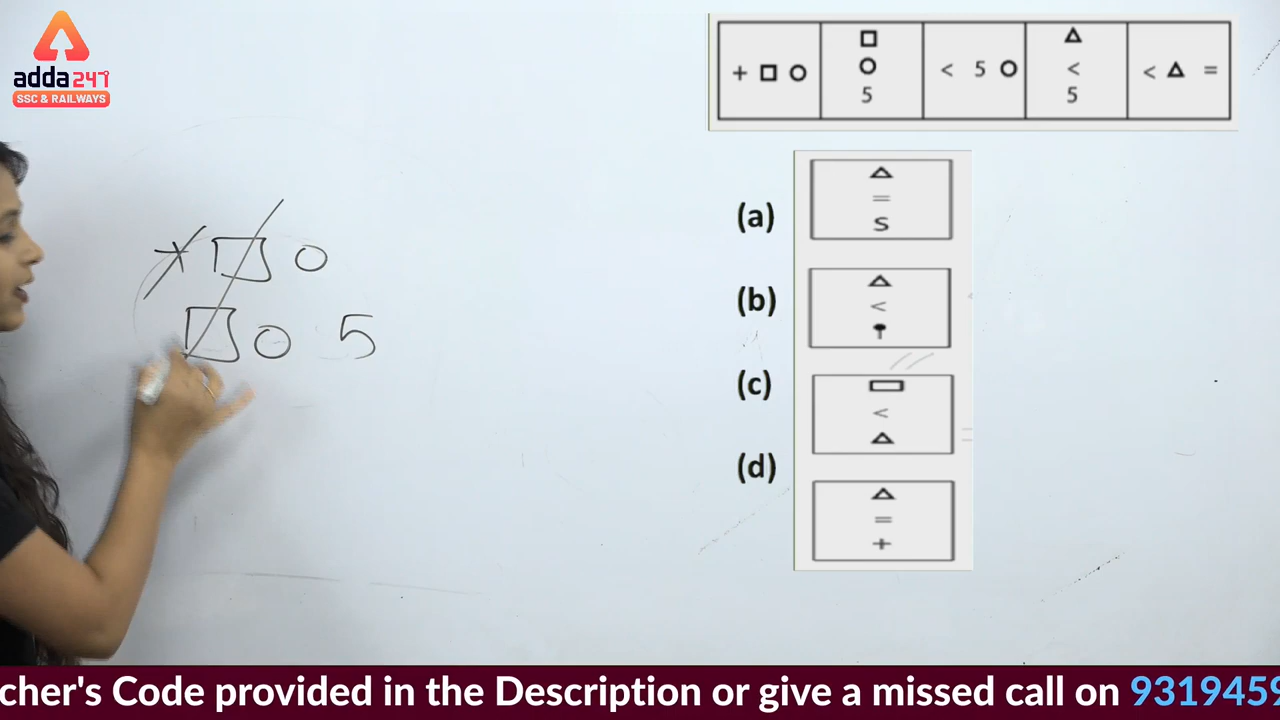 adda247
SSC & RAILWAYS
+ □ ○
□
○
5
< 5 ○
△
<
5
< △ =
(a)
△
=
S
(b)
△
<
(c)
▭
<
△
(d)
△
=
+
+ □ ○
□ ○ 5
cher's Code provided in the Description or give a missed call on 9319459